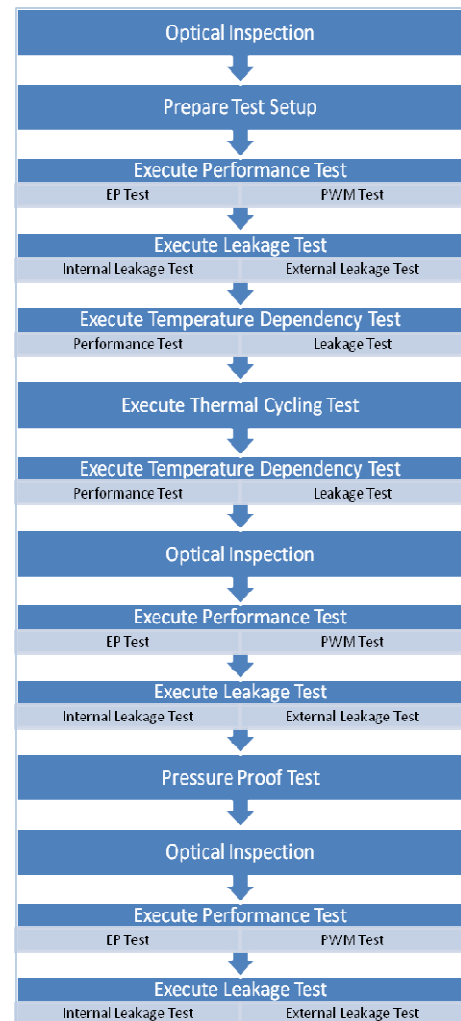 Optical Inspection
Prepare Test Setup
Execute Performance Test
EP Test PWM Test
Execute Leakage Test
Internal Leakage Test External Leakage Test
Execute Temperature Dependency Test
Performance Test Leakage Test
Execute Thermal Cycling Test
Execute Temperature Dependency Test
Performance Test Leakage Test
Optical Inspection
Execute Performance Test
EP Test PWM Test
Execute Leakage Test
Internal Leakage Test External Leakage Test
Pressure Proof Test
Optical Inspection
Execute Performance Test
EP Test PWM Test
Execute Leakage Test
Internal Leakage Test External Leakage Test